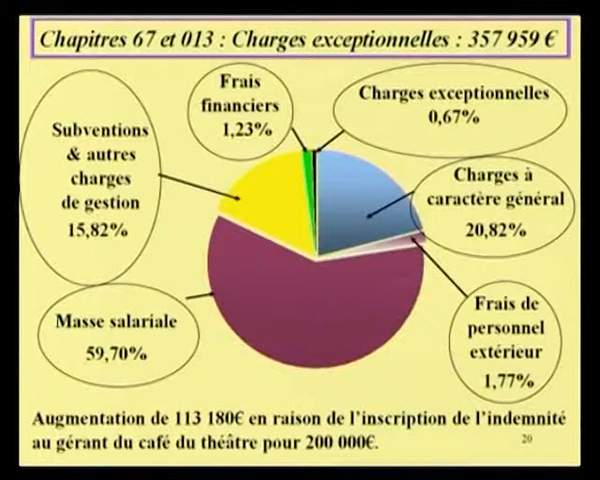 Chapitres 67 et 013 : Charges exceptionnelles : 357 959 €
Frais
financiers
1,23%
Charges exceptionnelles
0,67%
Subventions
& autres
charges
de gestion
15,82%
Charges à
caractère général
20,82%
Masse salariale
59,70%
Frais de
personnel
extérieur
1,77%
Augmentation de 113 180€ en raison de l'inscription de l'indemnité
au gérant du café du théâtre pour 200 000€.
20